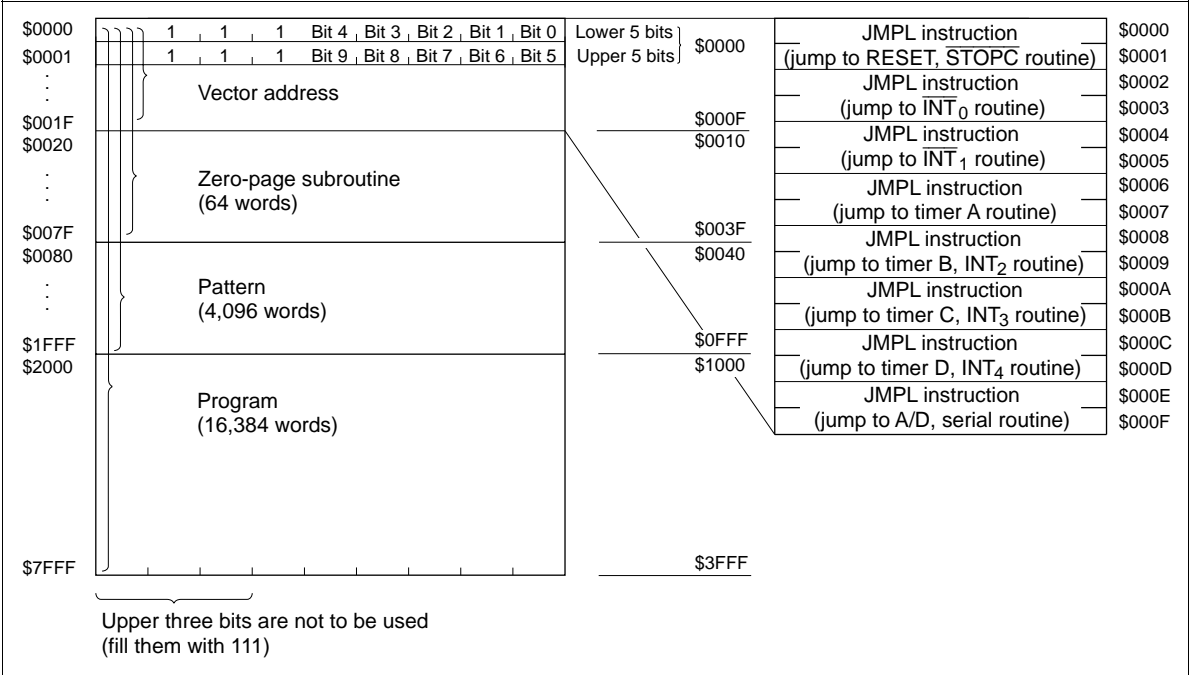 $0000 1 1 1 Bit 4 Bit 3 Bit 2 Bit 1 Bit 0 Lower 5 bits
$0001 1 1 1 Bit 9 Bit 8 Bit 7 Bit 6 Bit 5 Upper 5 bits
$0000
.
.
.
Vector address
$001F
$000F
$0020
$0010
.
.
.
Zero-page subroutine
(64 words)
$007F
$003F
$0080
$0040
.
.
.
Pattern
(4,096 words)
$1FFF
$0FFF
$2000
$1000
Program
(16,384 words)
$7FFF
$3FFF
Upper three bits are not to be used
(fill them with 111)
JMPL instruction $0000
(jump to RESET, S̅T̅O̅P̅C̅ routine) $0001
JMPL instruction $0002
(jump to I̅N̅T̅0 routine) $0003
JMPL instruction $0004
(jump to I̅N̅T̅1 routine) $0005
JMPL instruction $0006
(jump to timer A routine) $0007
JMPL instruction $0008
(jump to timer B, INT2 routine) $0009
JMPL instruction $000A
(jump to timer C, INT3 routine) $000B
JMPL instruction $000C
(jump to timer D, INT4 routine) $000D
JMPL instruction $000E
(jump to A/D, serial routine) $000F